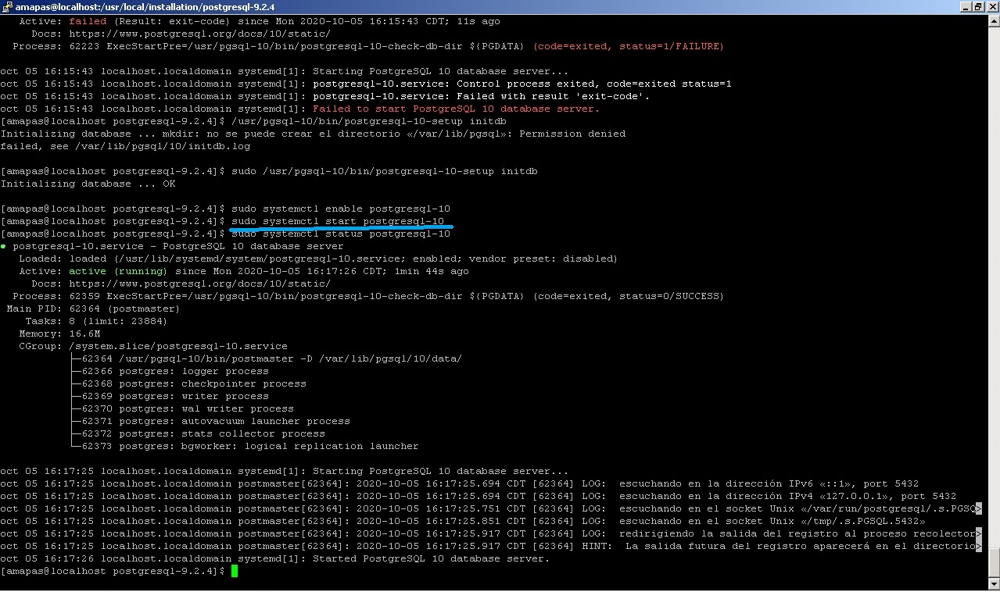 amapas@localhost:/usr/local/installation/postgresql-9.2.4
   Active: failed (Result: exit-code) since Mon 2020-10-05 16:15:43 CDT; 11s ago
     Docs: https://www.postgresql.org/docs/10/static/
  Process: 62223 ExecStartPre=/usr/pgsql-10/bin/postgresql-10-check-db-dir ${PGDATA} (code=exited, status=1/FAILURE)
oct 05 16:15:43 localhost.localdomain systemd[1]: Starting PostgreSQL 10 database server...
oct 05 16:15:43 localhost.localdomain systemd[1]: postgresql-10.service: Control process exited, code=exited status=1
oct 05 16:15:43 localhost.localdomain systemd[1]: postgresql-10.service: Failed with result 'exit-code'.
oct 05 16:15:43 localhost.localdomain systemd[1]: Failed to start PostgreSQL 10 database server.
[amapas@localhost postgresql-9.2.4]$ /usr/pgsql-10/bin/postgresql-10-setup initdb
Initializing database ... mkdir: no se puede crear el directorio «/var/lib/pgsql»: Permission denied
failed, see /var/lib/pgsql/10/initdb.log
[amapas@localhost postgresql-9.2.4]$ sudo /usr/pgsql-10/bin/postgresql-10-setup initdb
Initializing database ... OK
[amapas@localhost postgresql-9.2.4]$ sudo systemctl enable postgresql-10
[amapas@localhost postgresql-9.2.4]$ sudo systemctl start postgresql-10
[amapas@localhost postgresql-9.2.4]$ sudo systemctl status postgresql-10
● postgresql-10.service - PostgreSQL 10 database server
   Loaded: loaded (/usr/lib/systemd/system/postgresql-10.service; enabled; vendor preset: disabled)
   Active: active (running) since Mon 2020-10-05 16:17:26 CDT; 1min 44s ago
     Docs: https://www.postgresql.org/docs/10/static/
  Process: 62359 ExecStartPre=/usr/pgsql-10/bin/postgresql-10-check-db-dir ${PGDATA} (code=exited, status=0/SUCCESS)
 Main PID: 62364 (postmaster)
    Tasks: 8 (limit: 23884)
   Memory: 16.6M
   CGroup: /system.slice/postgresql-10.service
           ├─62364 /usr/pgsql-10/bin/postmaster -D /var/lib/pgsql/10/data/
           ├─62366 postgres: logger process
           ├─62368 postgres: checkpointer process
           ├─62369 postgres: writer process
           ├─62370 postgres: wal writer process
           ├─62371 postgres: autovacuum launcher process
           ├─62372 postgres: stats collector process
           └─62373 postgres: bgworker: logical replication launcher
oct 05 16:17:25 localhost.localdomain systemd[1]: Starting PostgreSQL 10 database server...
oct 05 16:17:25 localhost.localdomain postmaster[62364]: 2020-10-05 16:17:25.694 CDT [62364] LOG:  escuchando en la dirección IPv6 «::1», port 5432
oct 05 16:17:25 localhost.localdomain postmaster[62364]: 2020-10-05 16:17:25.694 CDT [62364] LOG:  escuchando en la dirección IPv4 «127.0.0.1», port 5432
oct 05 16:17:25 localhost.localdomain postmaster[62364]: 2020-10-05 16:17:25.751 CDT [62364] LOG:  escuchando en el socket Unix «/var/run/postgresql/.s.PGSQ>
oct 05 16:17:25 localhost.localdomain postmaster[62364]: 2020-10-05 16:17:25.851 CDT [62364] LOG:  escuchando en el socket Unix «/tmp/.s.PGSQL.5432»
oct 05 16:17:25 localhost.localdomain postmaster[62364]: 2020-10-05 16:17:25.917 CDT [62364] LOG:  redirigiendo la salida del registro al proceso recolector>
oct 05 16:17:25 localhost.localdomain postmaster[62364]: 2020-10-05 16:17:25.917 CDT [62364] HINT:  La salida futura del registro aparecerá en el directorio>
oct 05 16:17:26 localhost.localdomain systemd[1]: Started PostgreSQL 10 database server.
[amapas@localhost postgresql-9.2.4]$